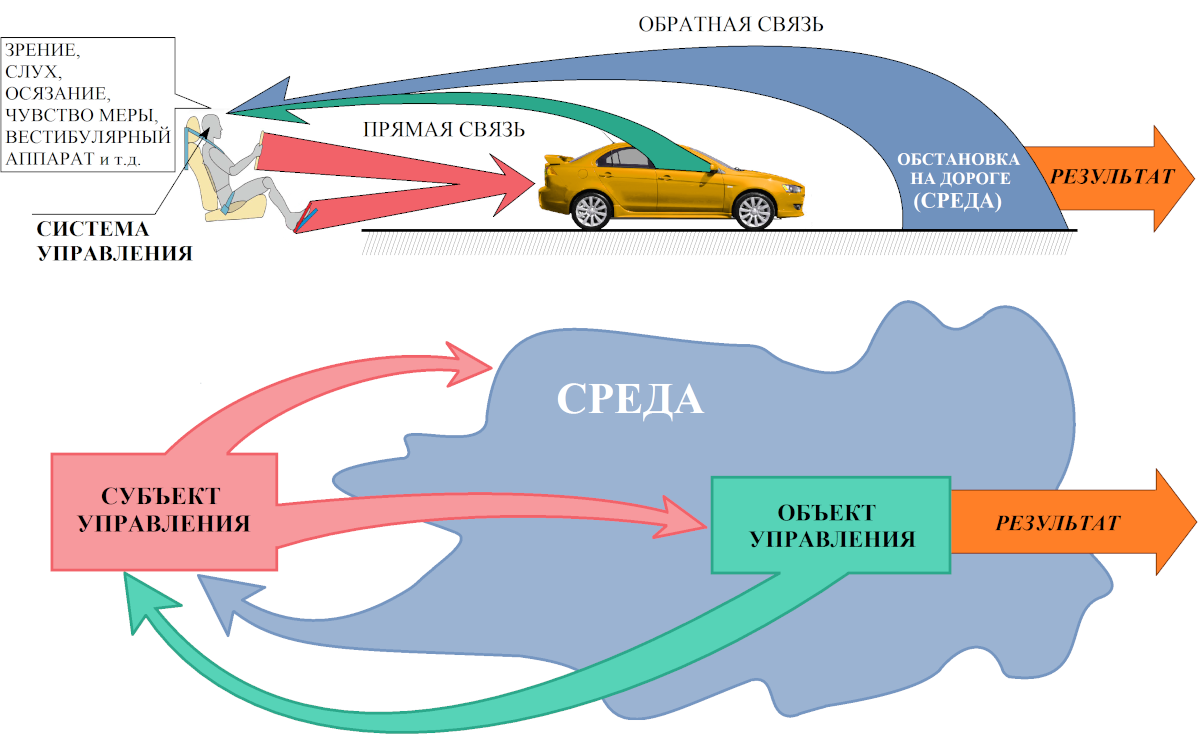 ОБРАТНАЯ СВЯЗЬ
ЗРЕНИЕ,
СЛУХ,
ОСЯЗАНИЕ,
ЧУВСТВО МЕРЫ,
ВЕСТИБУЛЯРНЫЙ
АППАРАТ и т.д.
ПРЯМАЯ СВЯЗЬ
ОБСТАНОВКА
НА ДОРОГЕ
(СРЕДА)
РЕЗУЛЬТАТ
СИСТЕМА
УПРАВЛЕНИЯ
СРЕДА
СУБЪЕКТ
УПРАВЛЕНИЯ
ОБЪЕКТ
УПРАВЛЕНИЯ
РЕЗУЛЬТАТ